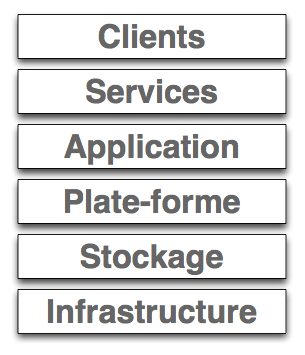 Clients
Services
Application
Plate-forme
Stockage
Infrastructure